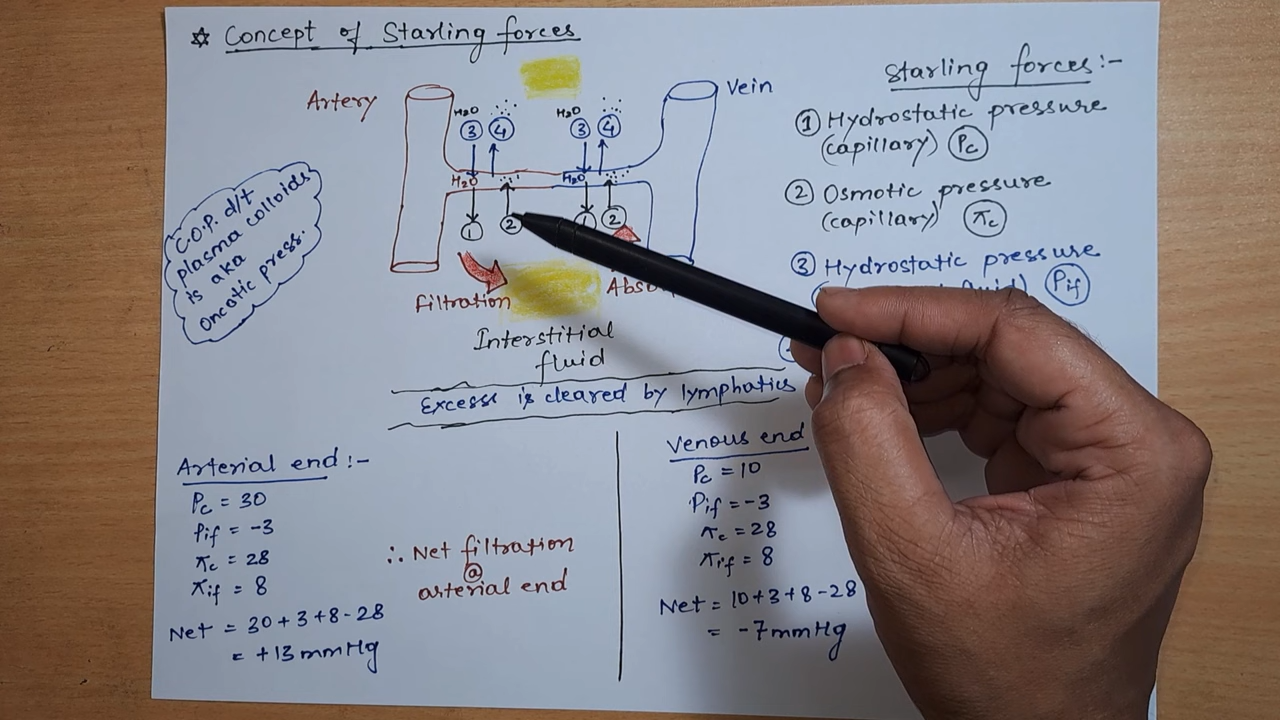 ☆ Concept of Starling forces
Artery
Vein
H₂O
H₂O
③ ④
③ ④
H₂O
H₂O
① ②
① ②
Filtration
Interstitial
fluid
Excess is cleared by lymphatics
C.O.P. d/t
plasma colloids
is aka
Oncotic press.
Starling forces:-
① Hydrostatic pressure
(capillary) Pc
② Osmotic pressure
(capillary) πc
③ Hydrostatic pressure
Pif
Arterial end :-
Pc = 30
Pif = -3
πc = 28
πif = 8
Net = 30+3+8-28
= +13 mmHg
∴ Net filtration
@
arterial end
Venous end
Pc = 10
Pif = -3
πc = 28
πif = 8
Net = 10+3+8-28
= -7 mmHg